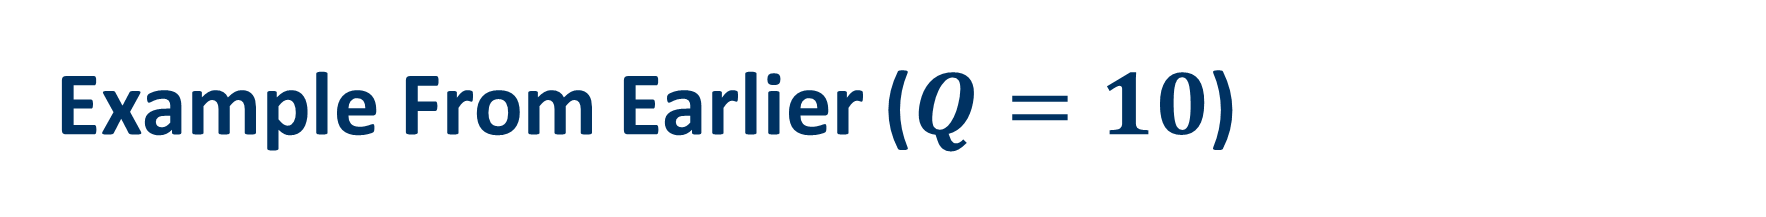 Example From Earlier (𝑸 = 𝟏𝟎)